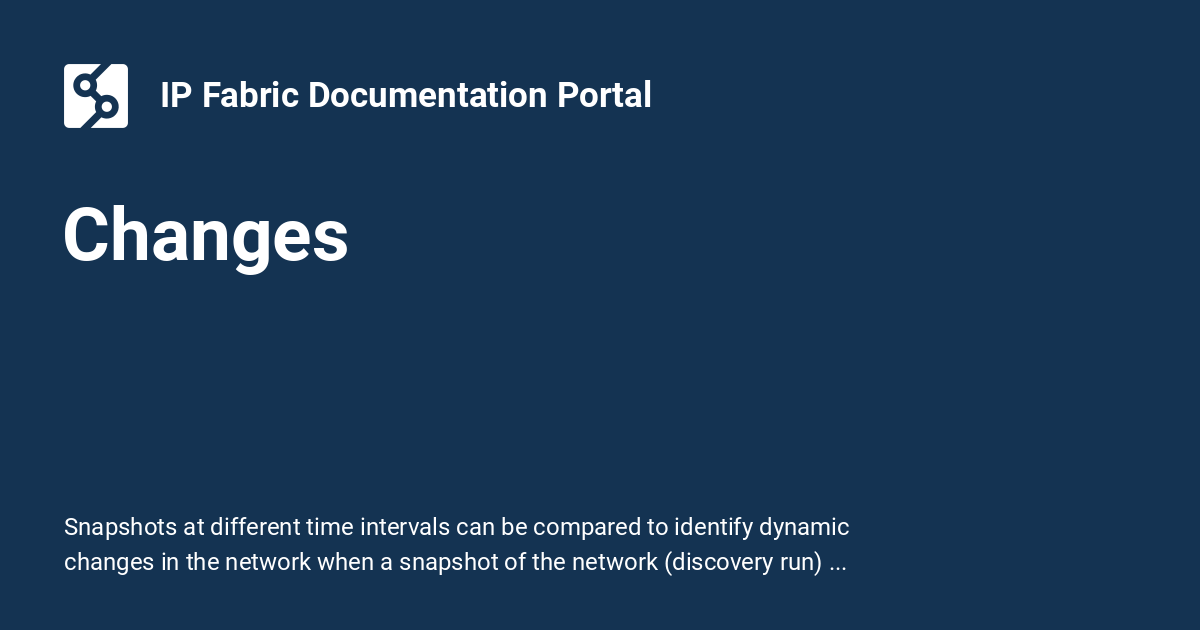 IP Fabric Documentation Portal
Changes
Snapshots at different time intervals can be compared to identify dynamic
changes in the network when a snapshot of the network (discovery run) ...